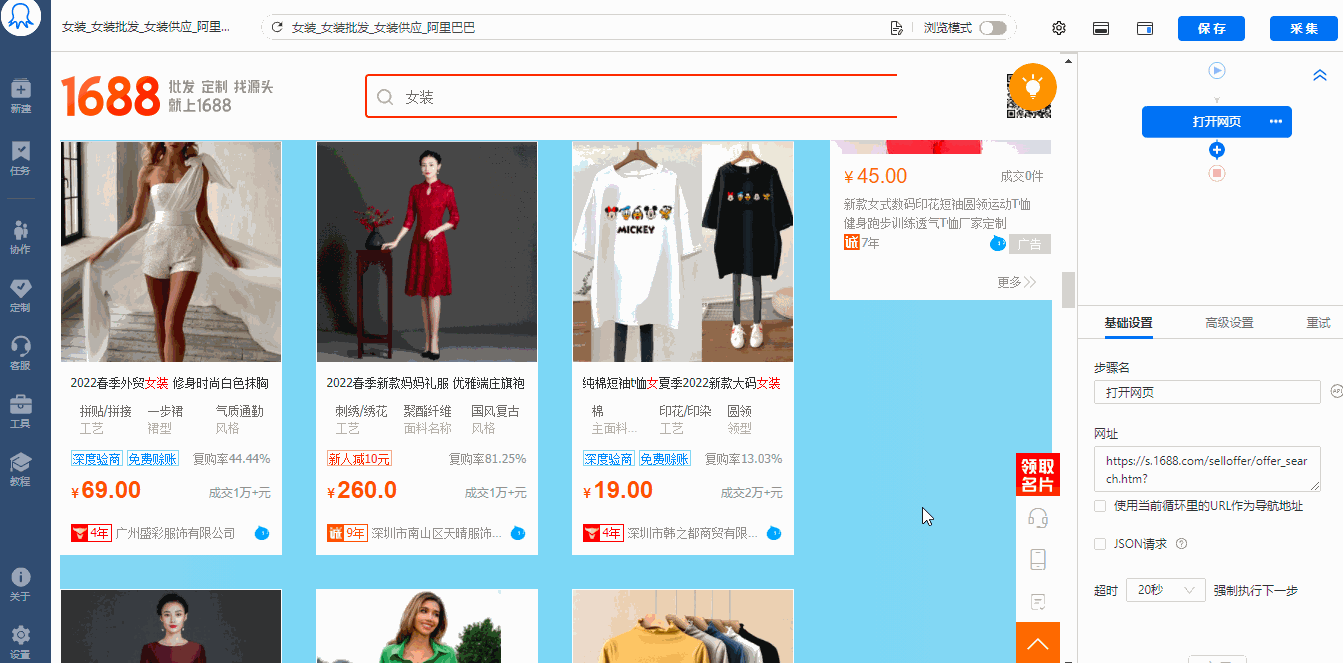 女装_女装批发_女装供应_阿里...
女装_女装批发_女装供应_阿里巴巴
浏览模式
保存
采集
新建
任务
协作
定制
客服
工具
教程
关于
设置
1688
批发 定制 找源头
就上1688
女装
2022春季外贸女装 修身时尚白色抹胸
拼贴/拼接 一步裙 气质通勤
工艺 裙型 风格
深度验商 免费赊账 复购率44.44%
¥69.00 成交1万+元
4年 广州盛彩服饰有限公司
2022春季新款妈妈礼服 优雅端庄旗袍
刺绣/绣花 聚酯纤维 国风复古
工艺 面料名称 风格
新人减10元 复购率81.25%
¥260.0 成交1万+元
诚 9年 深圳市南山区天晴服饰...
MICKEY
纯棉短袖t恤女夏季2022新款大码女装
棉 印花/印染 圆领
主面料... 工艺 领型
深度验商 免费赊账 复购率13.03%
¥19.00 成交2万+元
4年 深圳市韩之都商贸有限...
¥45.00 成交0件
新款女式数码印花短袖圆领运动T恤
健身跑步训练透气T恤厂家定制
诚 7年 广告
更多
领取
名片
打开网页
基础设置 高级设置 重试
步骤名
打开网页
API
网址
https://s.1688.com/selloffer/offer_sear
ch.htm?
使用当前循环里的URL作为导航地址
JSON请求
超时 20秒 强制执行下一步